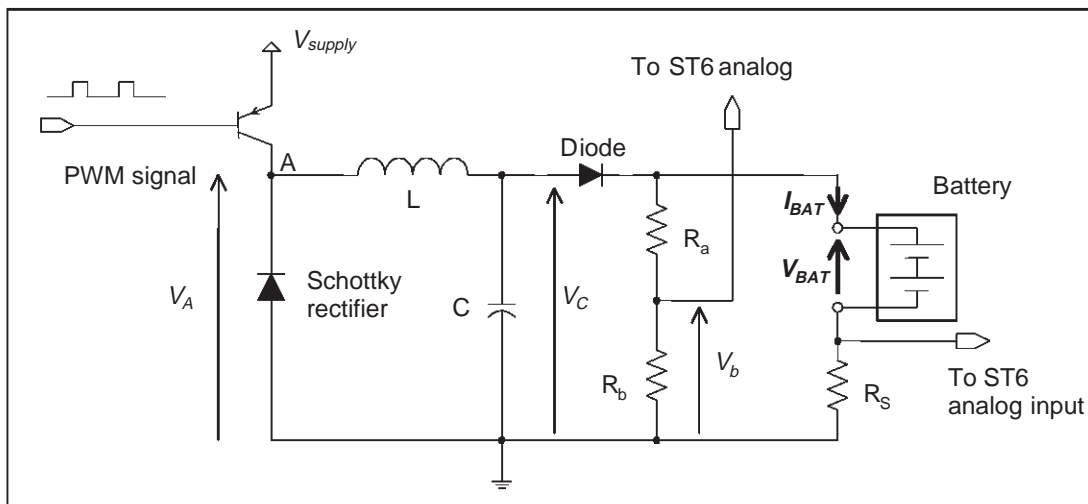 V_supply
To ST6 analog
PWM signal
A
L
Diode
I_BAT
Battery
R_a
V_BAT
V_A
Schottky
rectifier
C
V_C
R_b
V_b
R_S
To ST6
analog input